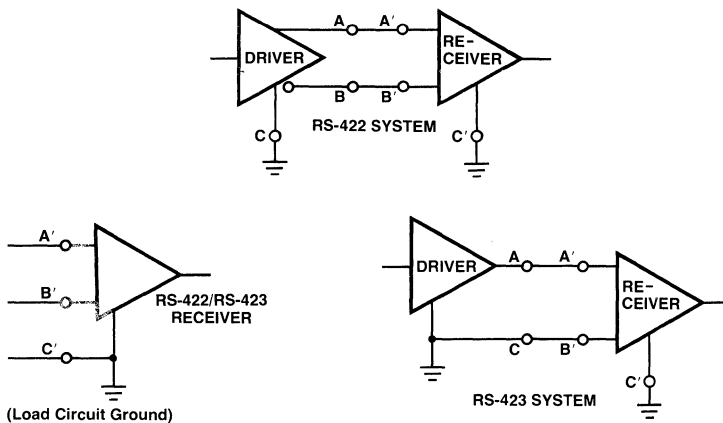 A A′
DRIVER
RE-
CEIVER
B B′
C
RS-422 SYSTEM
C′
A′
B′
RS-422/RS-423
RECEIVER
C′
(Load Circuit Ground)
DRIVER
A A′
RE-
CEIVER
C B′
C′
RS-423 SYSTEM